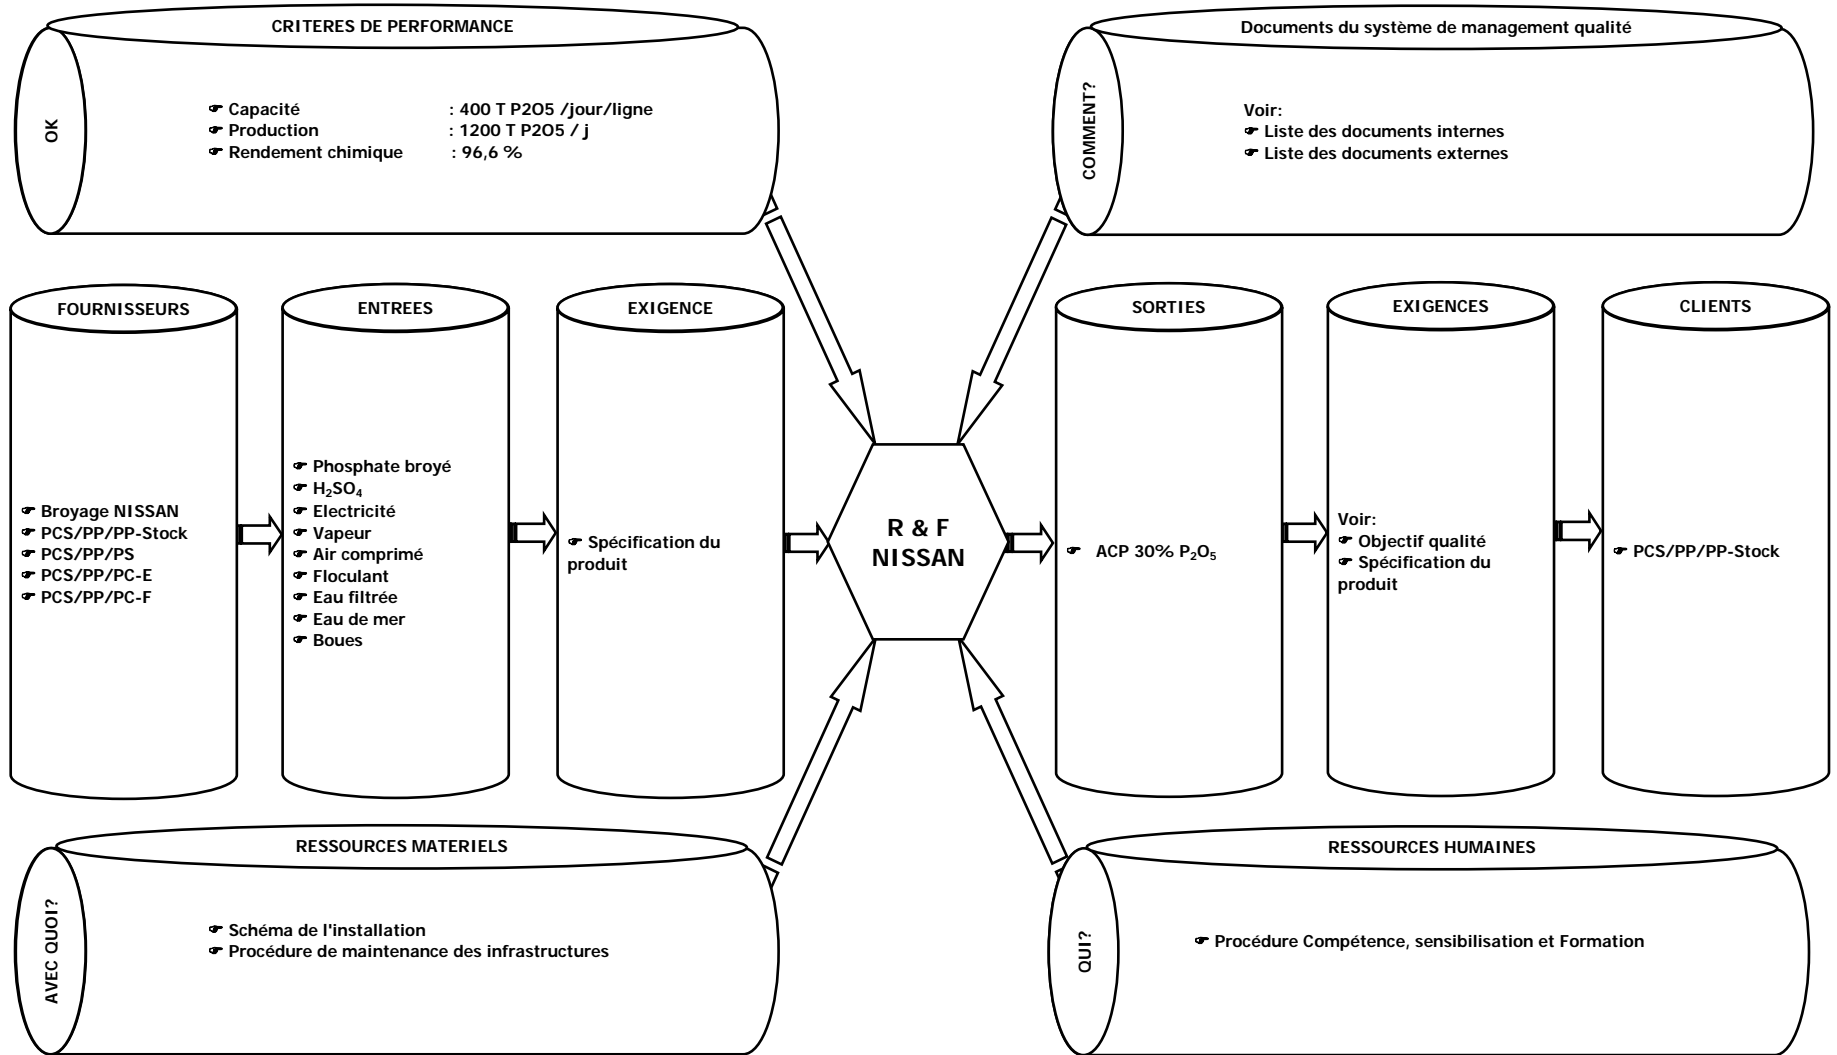 CRITERES DE PERFORMANCE
OK
☞ Capacité : 400 T P2O5 /jour/ligne
☞ Production : 1200 T P2O5 / j
☞ Rendement chimique : 96,6 %
Documents du système de management qualité
COMMENT?
Voir:
☞ Liste des documents internes
☞ Liste des documents externes
FOURNISSEURS
☞ Broyage NISSAN
☞ PCS/PP/PP-Stock
☞ PCS/PP/PS
☞ PCS/PP/PC-E
☞ PCS/PP/PC-F
ENTREES
☞ Phosphate broyé
☞ H₂SO₄
☞ Electricité
☞ Vapeur
☞ Air comprimé
☞ Floculant
☞ Eau filtrée
☞ Eau de mer
☞ Boues
EXIGENCE
☞ Spécification du
produit
R & F
NISSAN
SORTIES
☞ ACP 30% P₂O₅
EXIGENCES
Voir:
☞ Objectif qualité
☞ Spécification du
produit
CLIENTS
☞ PCS/PP/PP-Stock
RESSOURCES MATERIELS
AVEC QUOI?
☞ Schéma de l'installation
☞ Procédure de maintenance des infrastructures
RESSOURCES HUMAINES
QUI?
☞ Procédure Compétence, sensibilisation et Formation